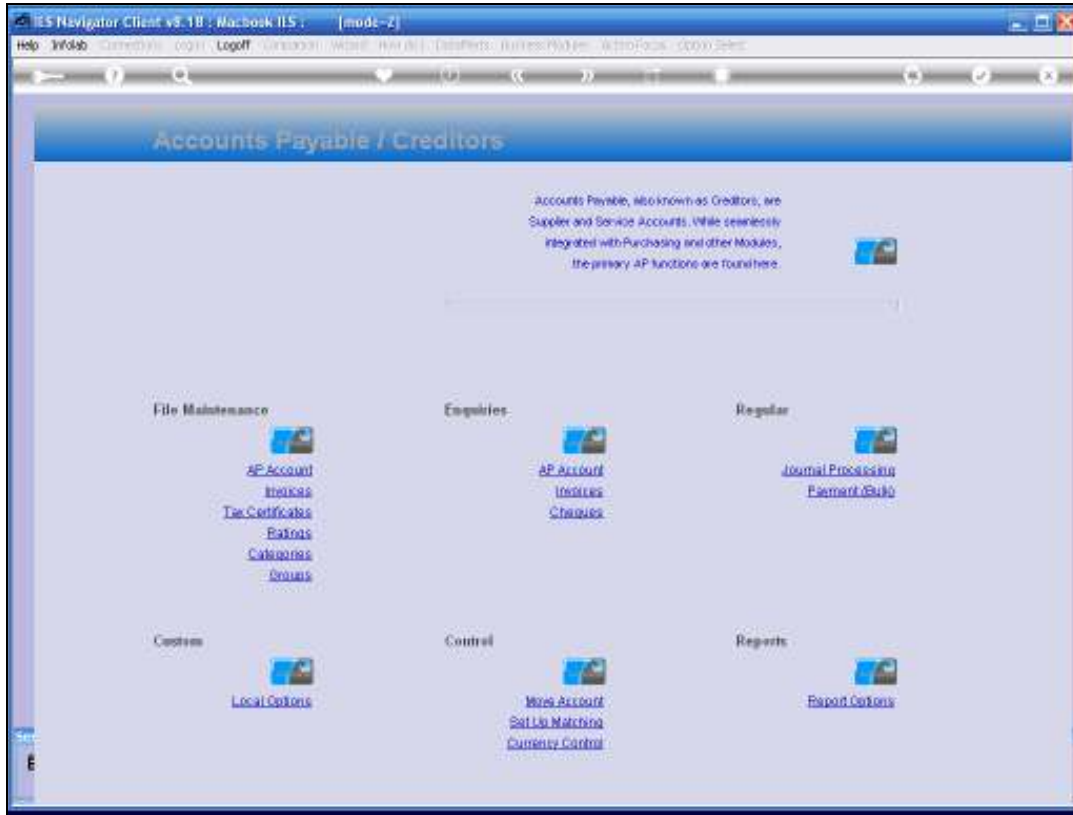 IES Navigator Client v8.1B : Macbook IES : [mode-Z]
Help Infolab Logoff
Accounts Payable / Creditors
Accounts Payable, also known as Creditors, are
Supplier and Service Accounts. While seamlessly
integrated with Purchasing and other Modules,
the primary AP functions are found here.
File Maintenance
AP Account
Invoices
Tax Certificates
Ratings
Categories
Groups
Enquiries
AP Account
Invoices
Cheques
Regular
Journal Processing
Payment (Bulk)
Custom
Local Options
Control
Move Account
Set Up Matching
Currency Control
Reports
Report Options